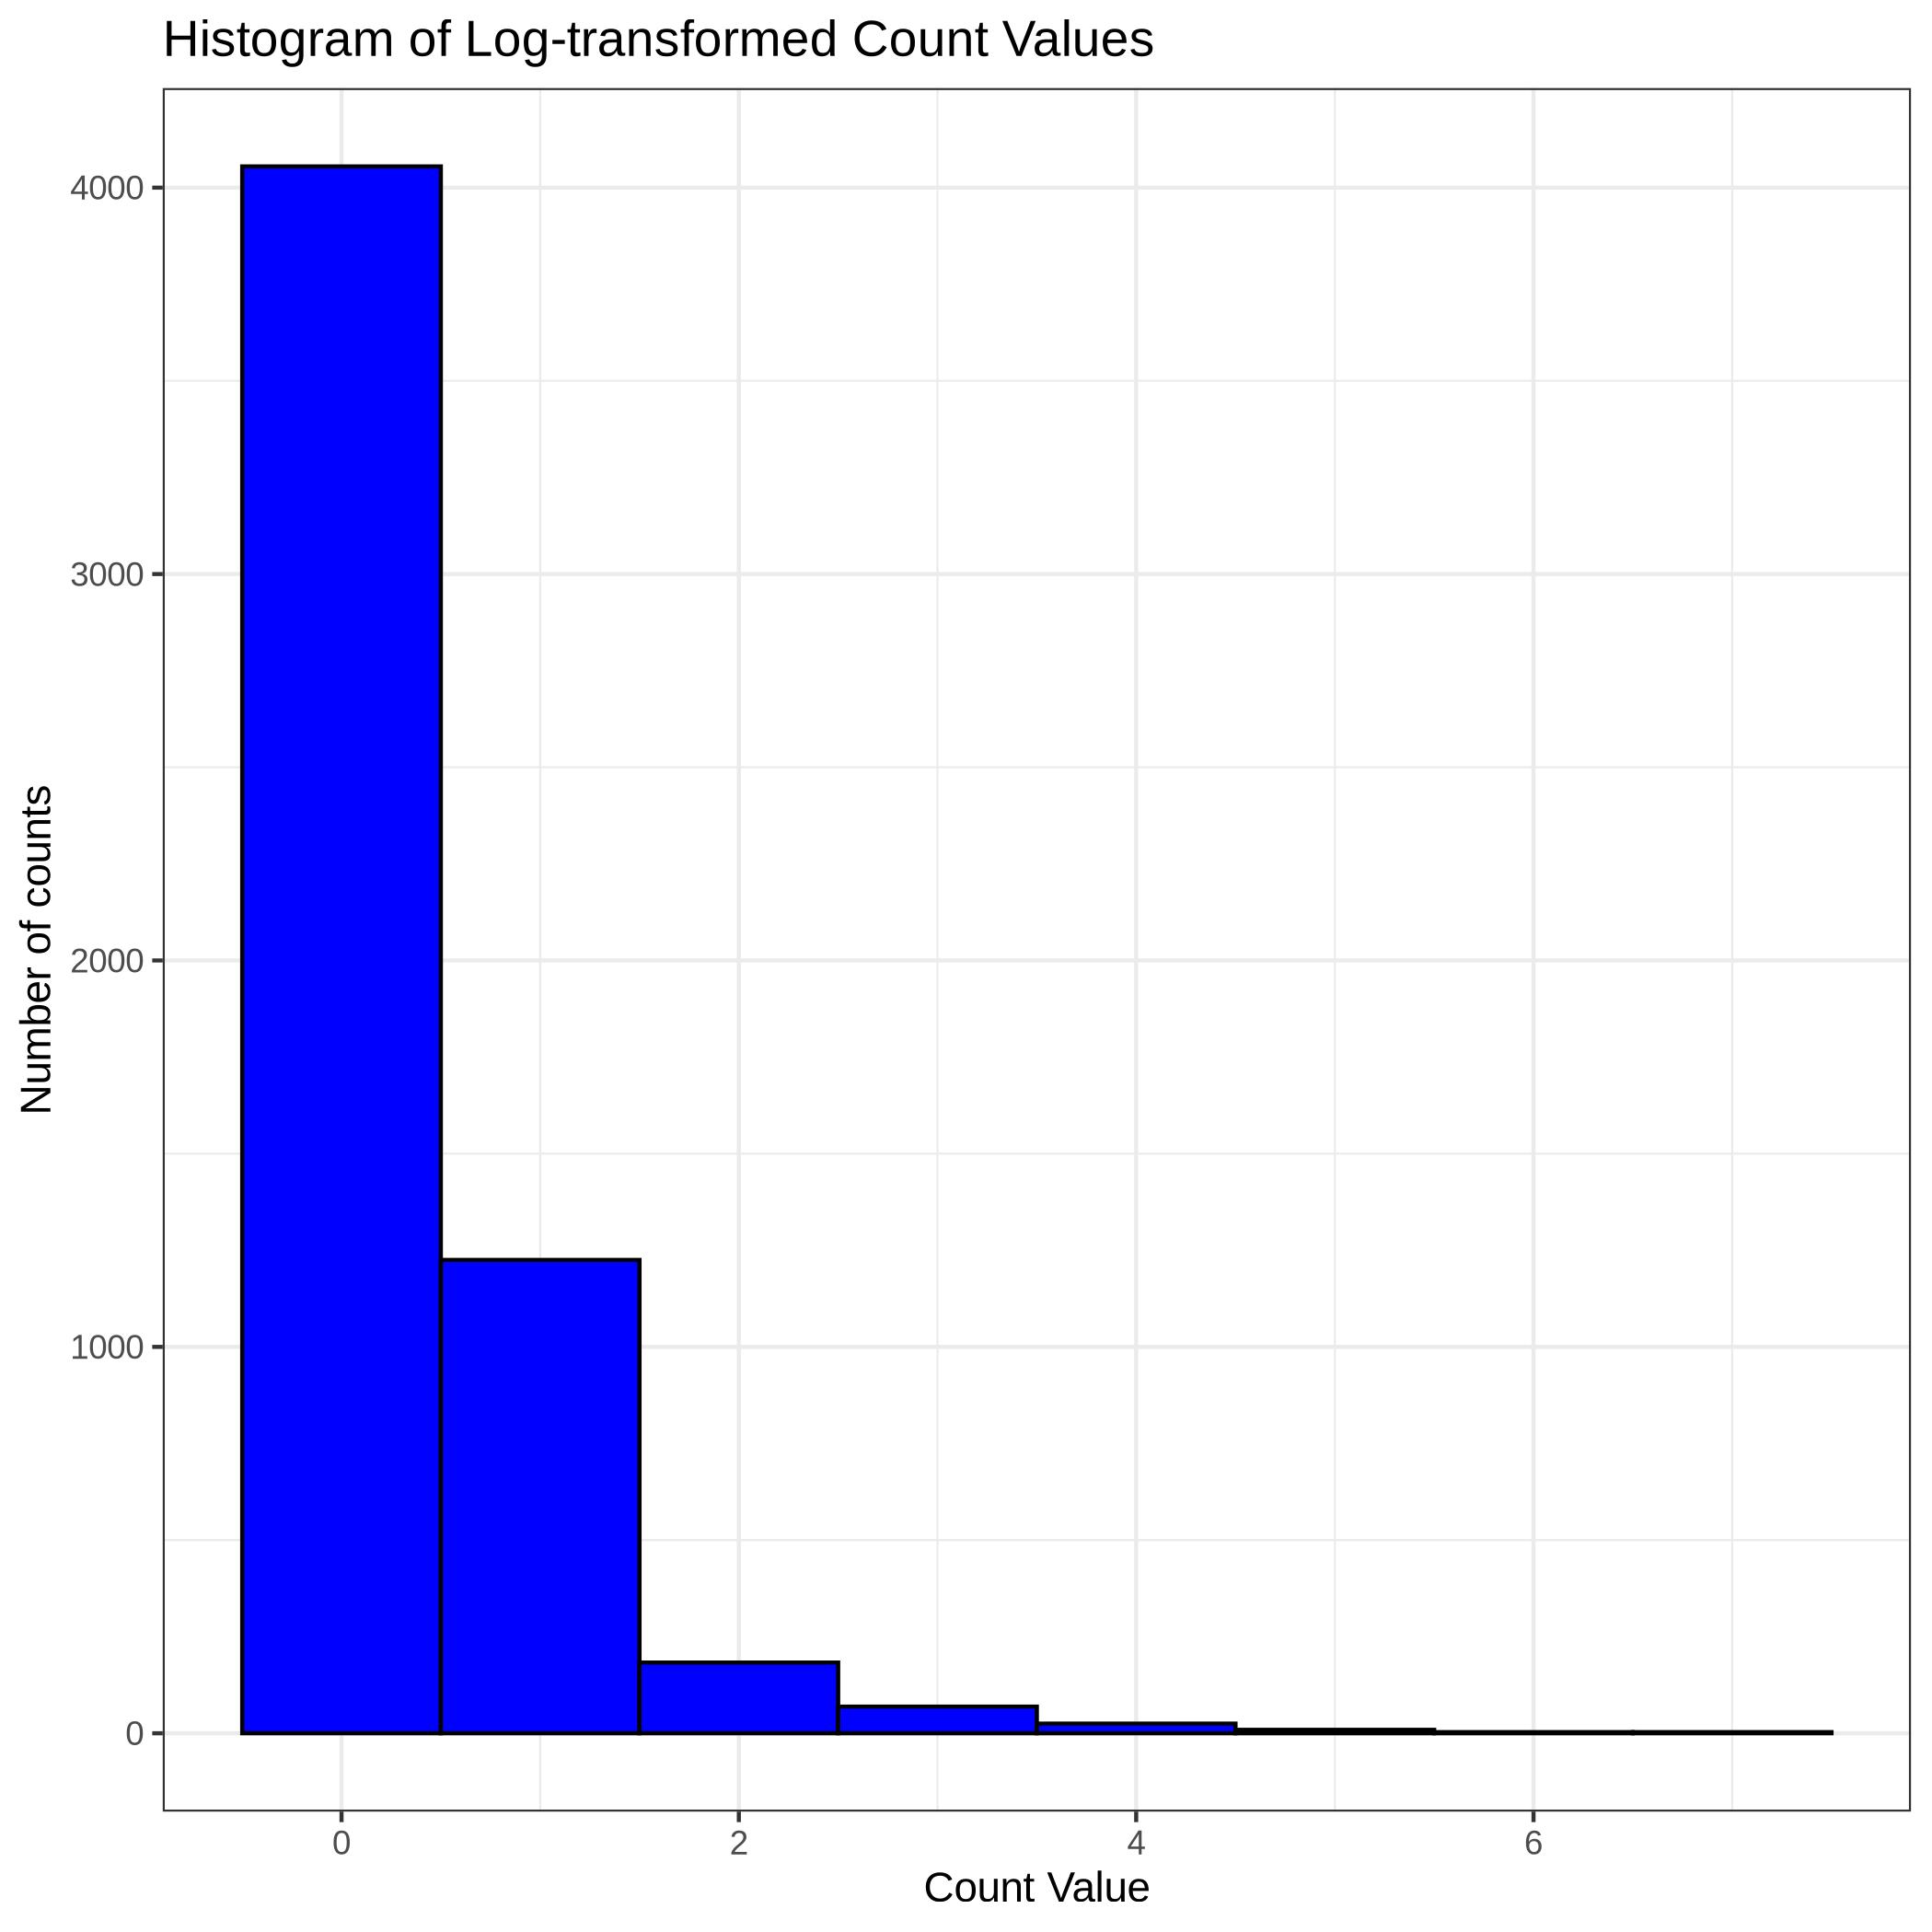 Histogram of Log-transformed Count Values
Number of counts
4000
3000
2000
1000
0
0 2 4 6
Count Value